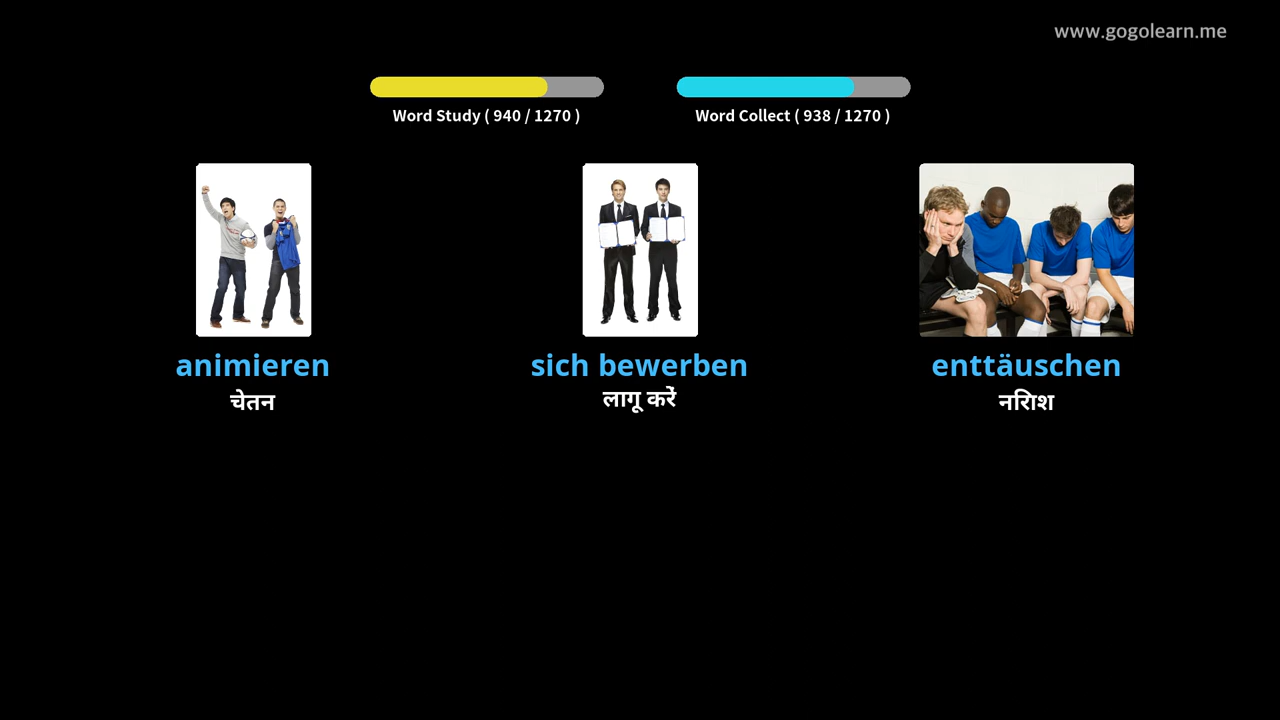 www.gogolearn.me
Word Study ( 940 / 1270 )
Word Collect ( 938 / 1270 )
animieren
चेतन
sich bewerben
लागू करें
enttäuschen
निराश